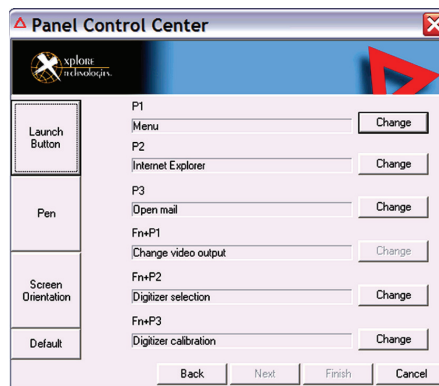 Panel Control Center
xplore
technologies.
Launch
Button
Pen
Screen
Orientation
Default
P1
Menu
Change
P2
Internet Explorer
Change
P3
Open mail
Change
Fn+P1
Change video output
Change
Fn+P2
Digitizer selection
Change
Fn+P3
Digitizer calibration
Change
Back
Next
Finish
Cancel